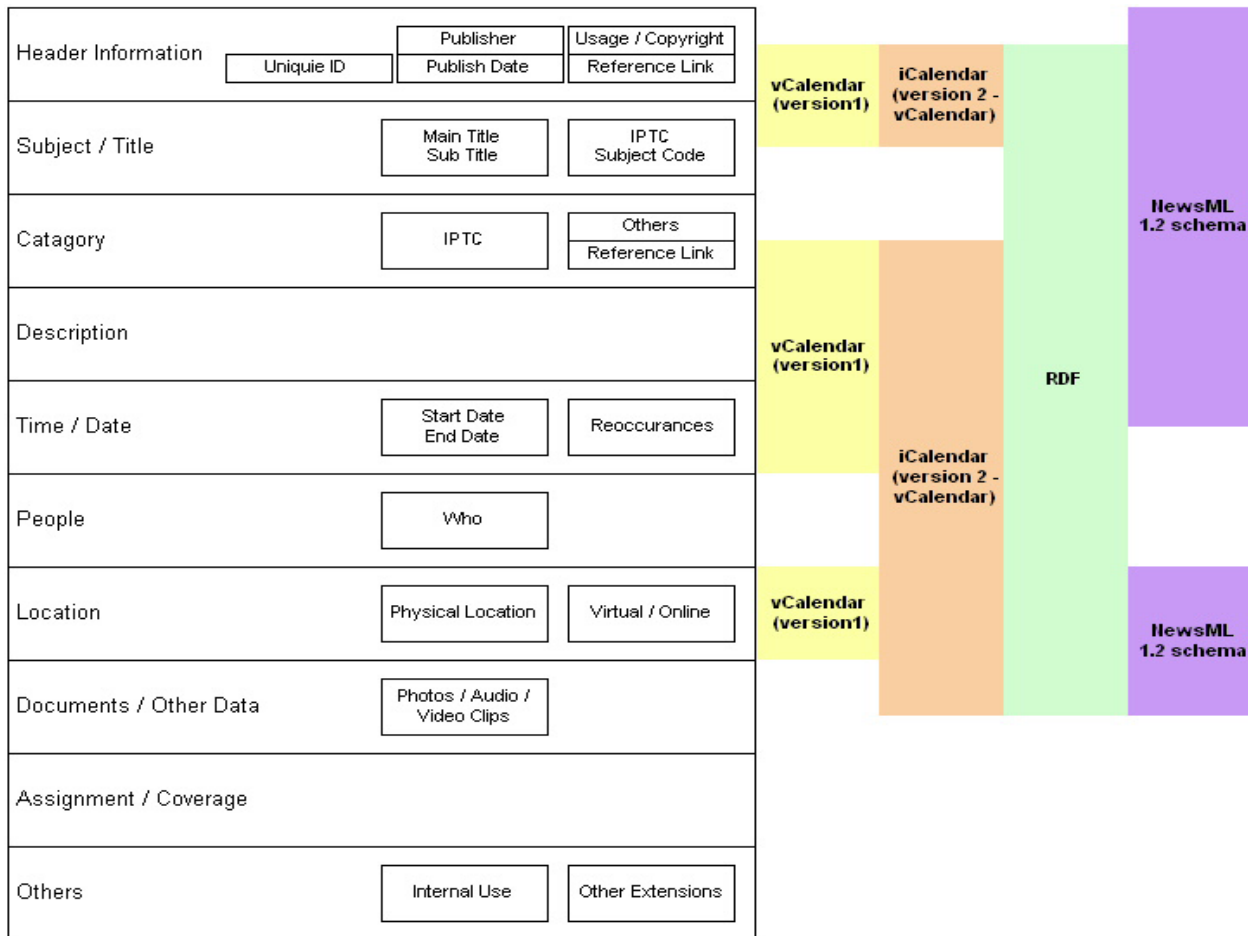 Header Information
Publisher
Usage / Copyright
Uniquie ID
Publish Date
Reference Link
Subject / Title
Main Title
Sub Title
IPTC
Subject Code
Catagory
IPTC
Others
Reference Link
Description
Time / Date
Start Date
End Date
Reoccurances
People
Who
Location
Physical Location
Virtual / Online
Documents / Other Data
Photos / Audio /
Video Clips
Assignment / Coverage
Others
Internal Use
Other Extensions
vCalendar
(version1)
vCalendar
(version1)
vCalendar
(version1)
iCalendar
(version 2 -
vCalendar)
iCalendar
(version 2 -
vCalendar)
RDF
NewsML
1.2 schema
NewsML
1.2 schema